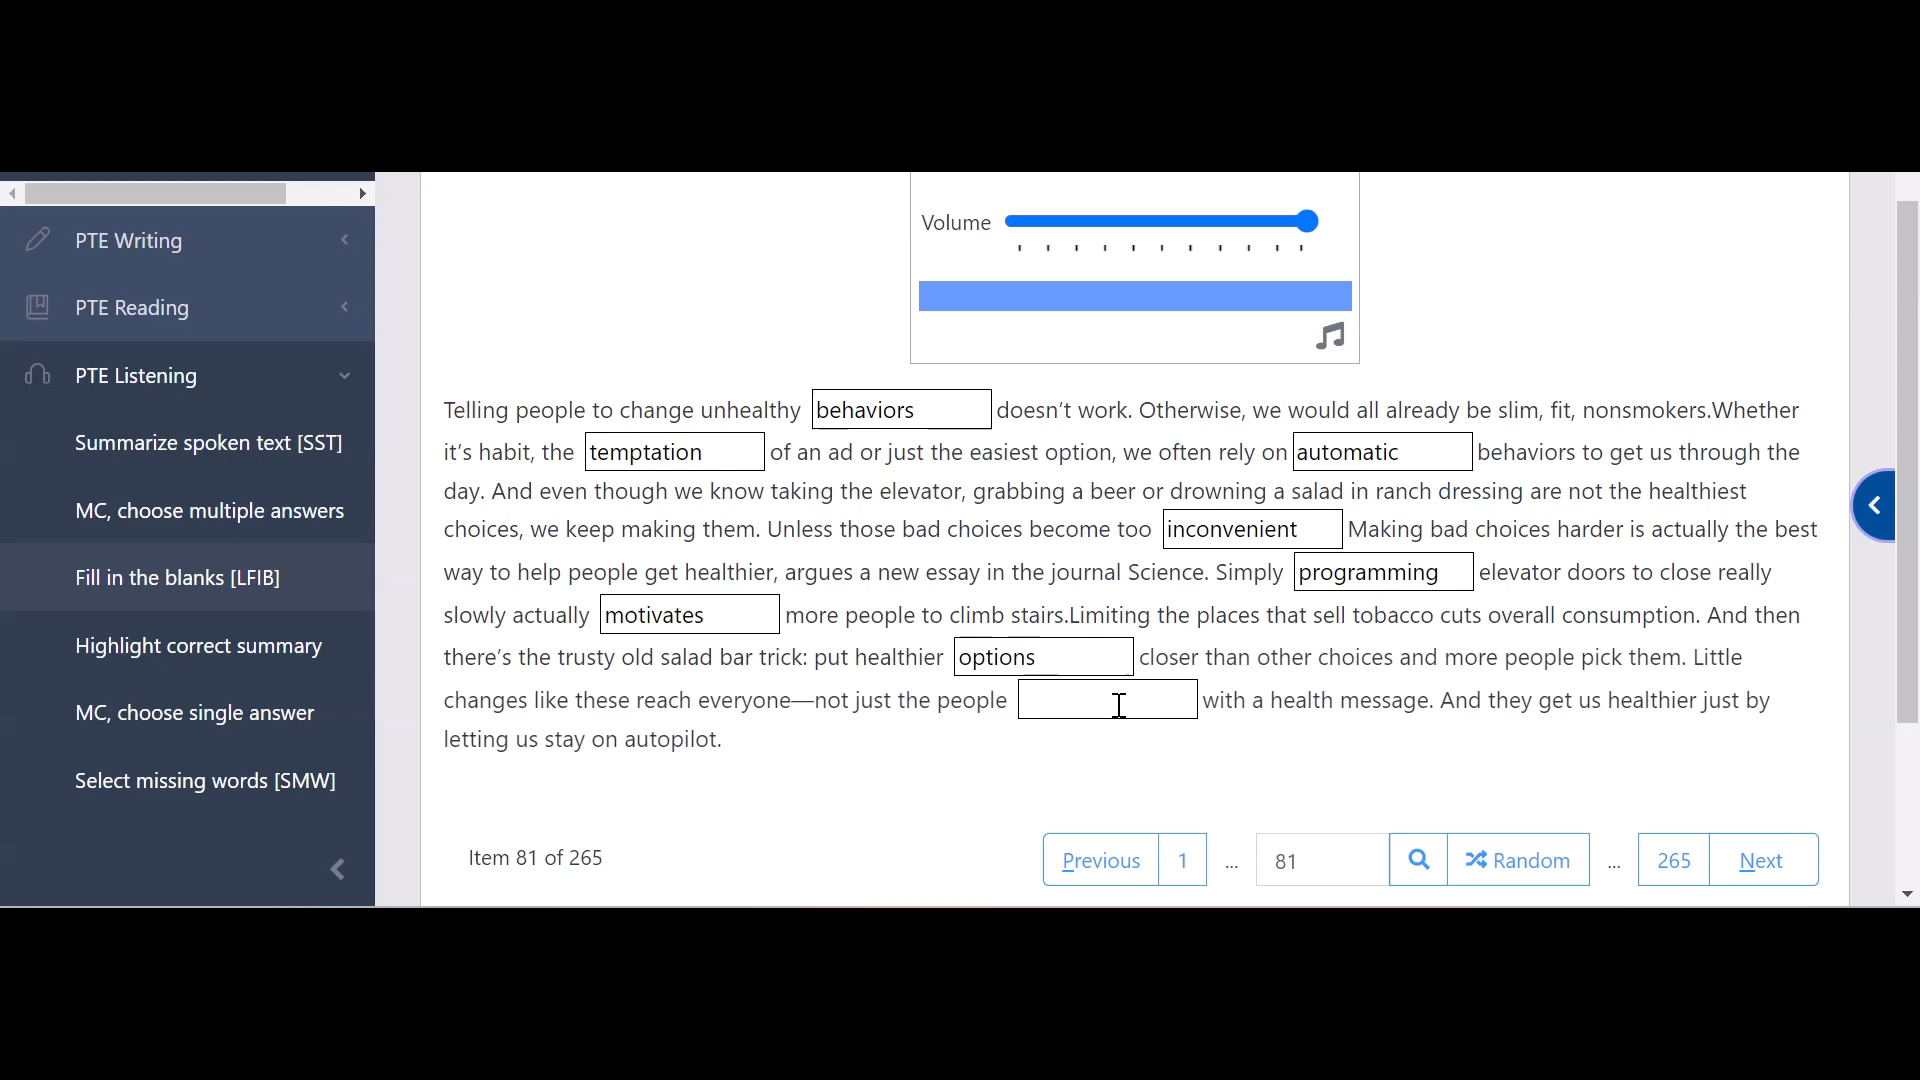 PTE Writing
PTE Reading
PTE Listening
Summarize spoken text [SST]
MC, choose multiple answers
Fill in the blanks [LFIB]
Highlight correct summary
MC, choose single answer
Select missing words [SMW]
Volume
Telling people to change unhealthy behaviors doesn't work. Otherwise, we would all already be slim, fit, nonsmokers.Whether
it's habit, the temptation of an ad or just the easiest option, we often rely on automatic behaviors to get us through the
day. And even though we know taking the elevator, grabbing a beer or drowning a salad in ranch dressing are not the healthiest
choices, we keep making them. Unless those bad choices become too inconvenient Making bad choices harder is actually the best
way to help people get healthier, argues a new essay in the journal Science. Simply programming elevator doors to close really
slowly actually motivates more people to climb stairs.Limiting the places that sell tobacco cuts overall consumption. And then
there's the trusty old salad bar trick: put healthier options closer than other choices and more people pick them. Little
changes like these reach everyone—not just the people with a health message. And they get us healthier just by
letting us stay on autopilot.
Item 81 of 265
Previous 1 ... 81 Random ... 265 Next